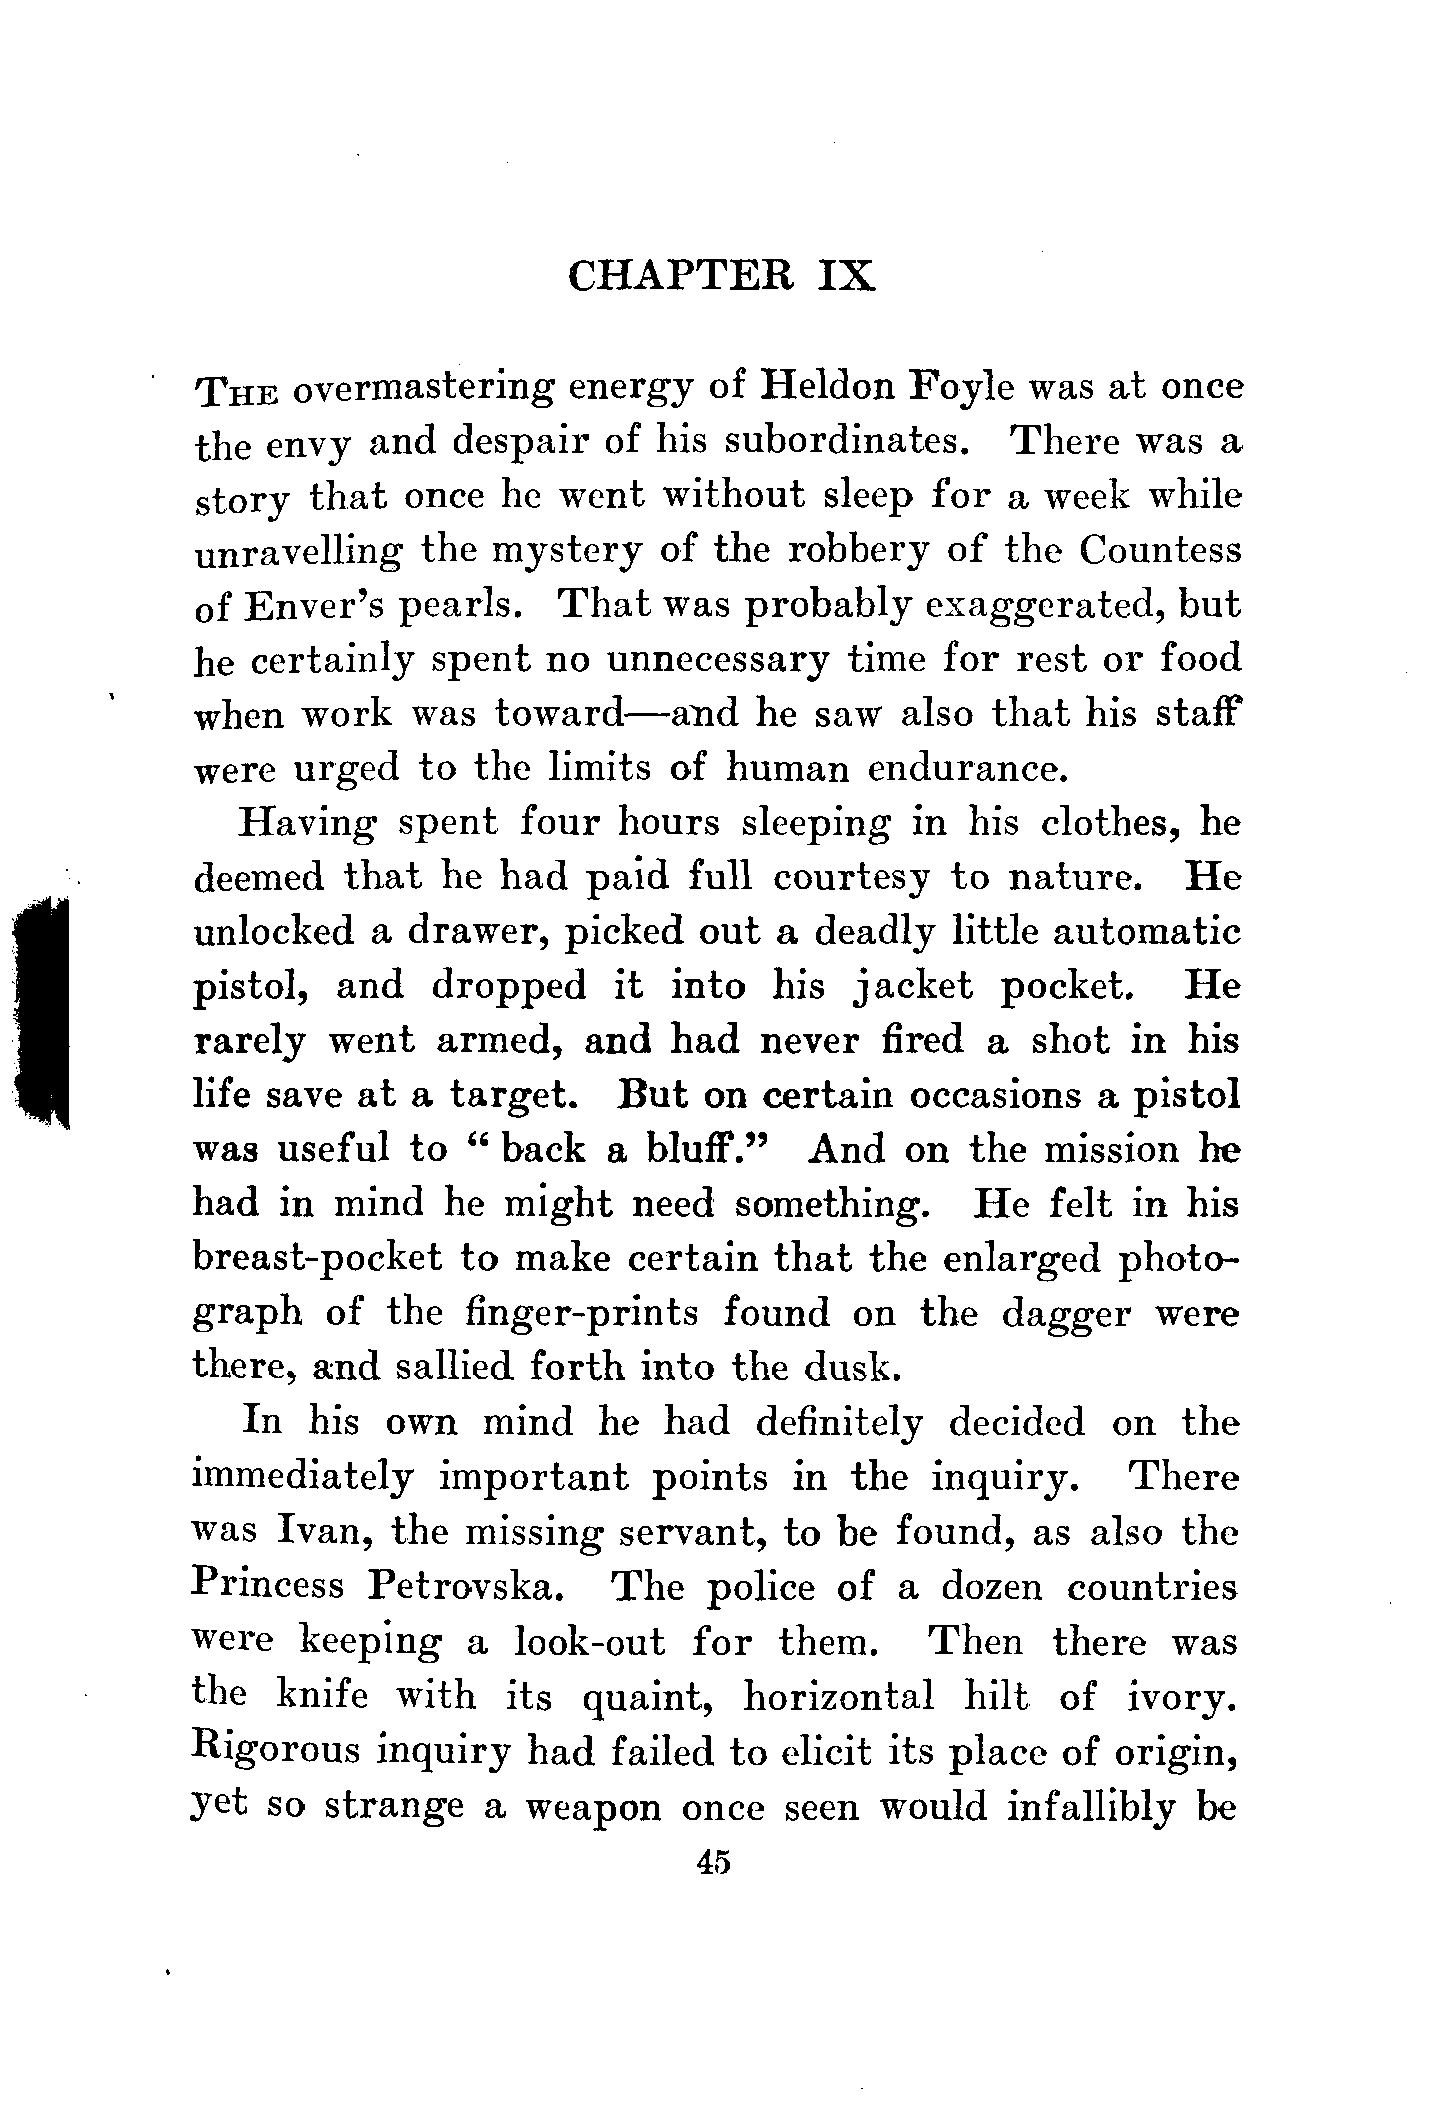 CHAPTER IX
THE overmastering energy of Heldon Foyle was at once
the envy and despair of his subordinates. There was a
story that once he went without sleep for a week while
unravelling the mystery of the robbery of the Countess
of Enver's pearls. That was probably exaggerated, but
he certainly spent no unnecessary time for rest or food
when work was toward—and he saw also that his staff
were urged to the limits of human endurance.
Having spent four hours sleeping in his clothes, he
deemed that he had paid full courtesy to nature. He
unlocked a drawer, picked out a deadly little automatic
pistol, and dropped it into his jacket pocket. He
rarely went armed, and had never fired a shot in his
life save at a target. But on certain occasions a pistol
was useful to “back a bluff.” And on the mission he
had in mind he might need something. He felt in his
breast-pocket to make certain that the enlarged photo-
graph of the finger-prints found on the dagger were
there, and sallied forth into the dusk.
In his own mind he had definitely decided on the
immediately important points in the inquiry. There
was Ivan, the missing servant, to be found, as also the
Princess Petrovska. The police of a dozen countries
were keeping a look-out for them. Then there was
the knife with its quaint, horizontal hilt of ivory.
Rigorous inquiry had failed to elicit its place of origin,
yet so strange a weapon once seen would infallibly be
45